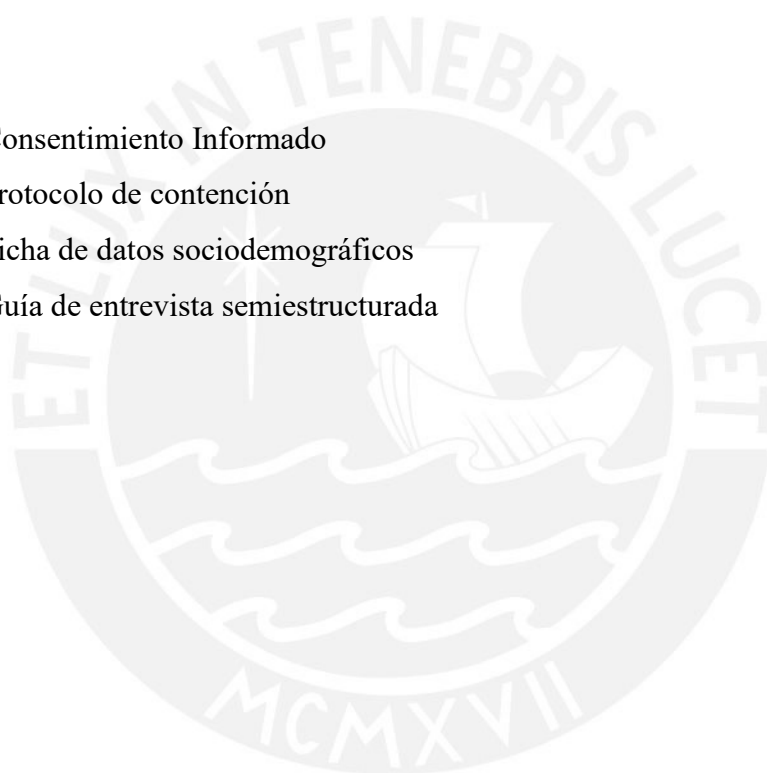 ET LUX IN TENEBRIS LUCET
onsentimiento Informado
rotocolo de contención
icha de datos sociodemográficos
uía de entrevista semiestructurada
MCMXVII